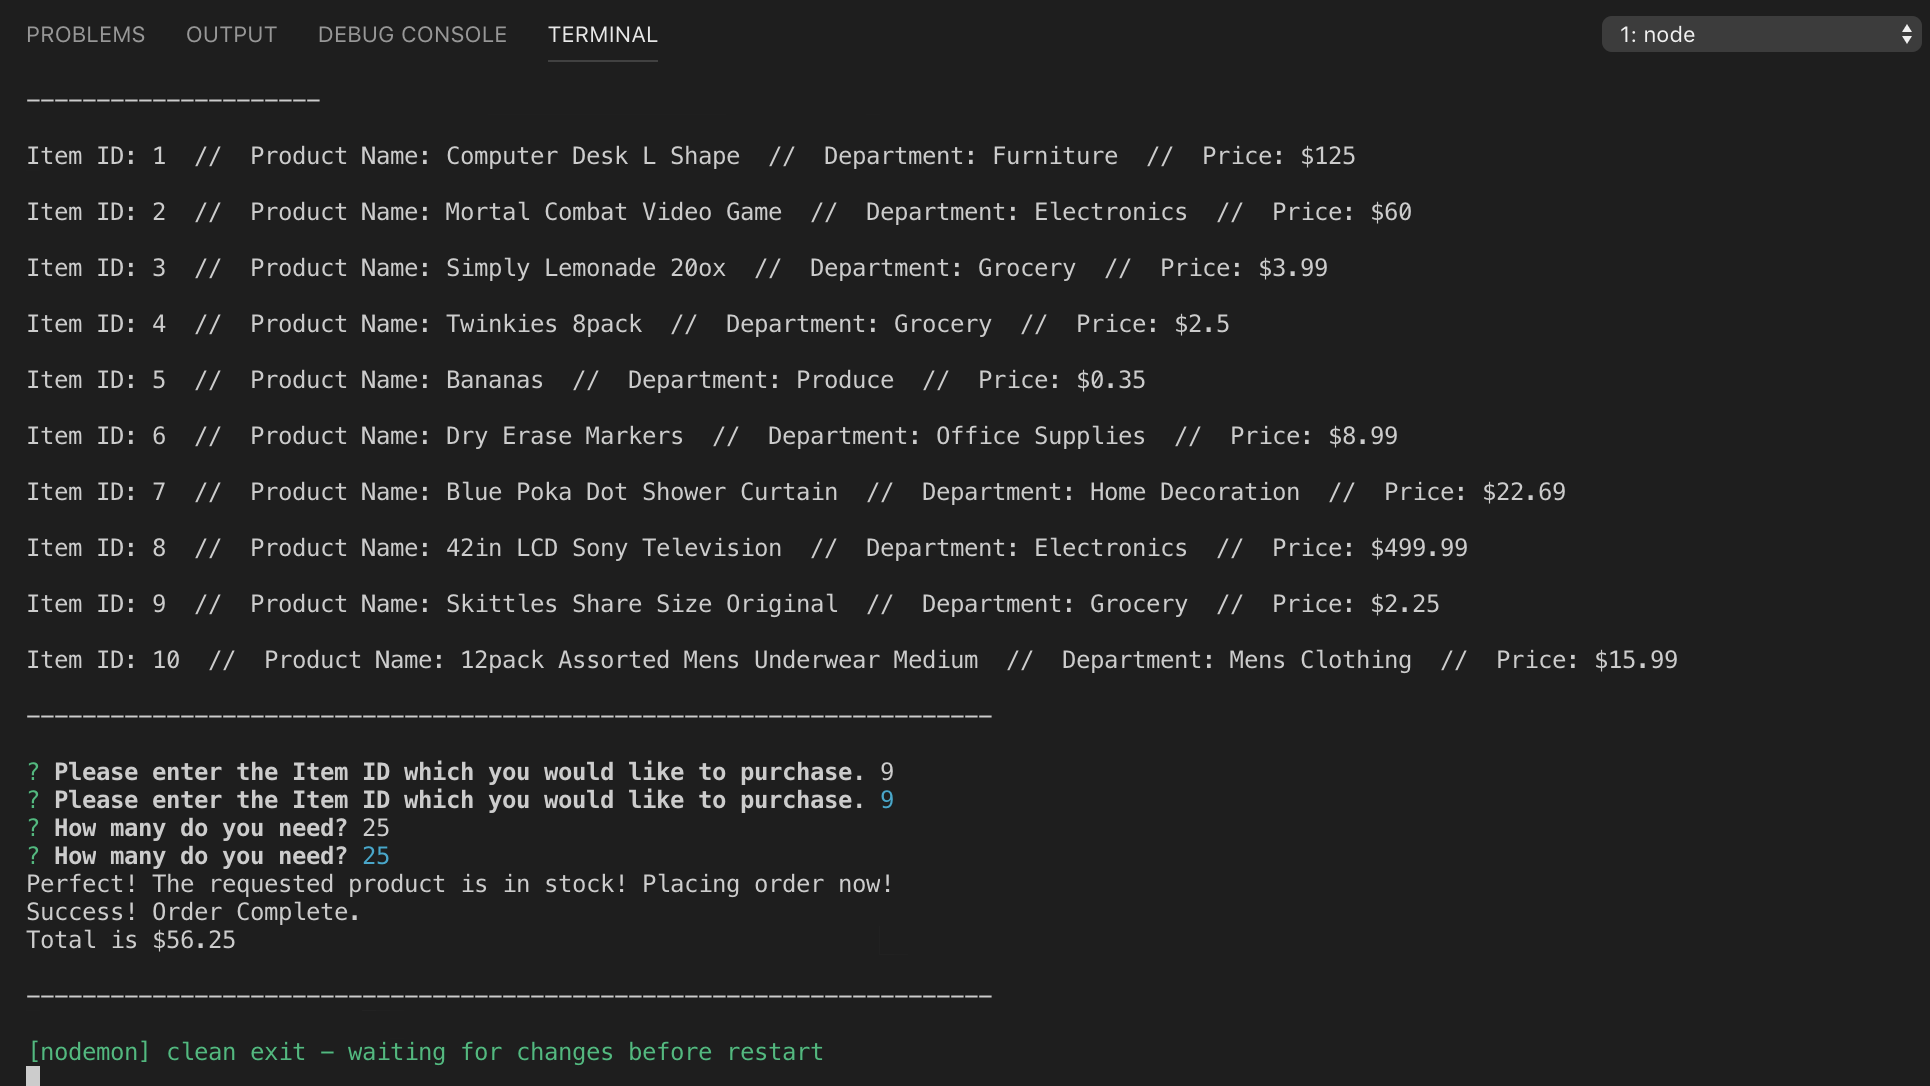 PROBLEMS OUTPUT DEBUG CONSOLE TERMINAL 1: node
---------------------
Item ID: 1  //  Product Name: Computer Desk L Shape  //  Department: Furniture  //  Price: $125
Item ID: 2  //  Product Name: Mortal Combat Video Game  //  Department: Electronics  //  Price: $60
Item ID: 3  //  Product Name: Simply Lemonade 20ox  //  Department: Grocery  //  Price: $3.99
Item ID: 4  //  Product Name: Twinkies 8pack  //  Department: Grocery  //  Price: $2.5
Item ID: 5  //  Product Name: Bananas  //  Department: Produce  //  Price: $0.35
Item ID: 6  //  Product Name: Dry Erase Markers  //  Department: Office Supplies  //  Price: $8.99
Item ID: 7  //  Product Name: Blue Poka Dot Shower Curtain  //  Department: Home Decoration  //  Price: $22.69
Item ID: 8  //  Product Name: 42in LCD Sony Television  //  Department: Electronics  //  Price: $499.99
Item ID: 9  //  Product Name: Skittles Share Size Original  //  Department: Grocery  //  Price: $2.25
Item ID: 10  //  Product Name: 12pack Assorted Mens Underwear Medium  //  Department: Mens Clothing  //  Price: $15.99
---------------------------------------------------------------------
? Please enter the Item ID which you would like to purchase. 9
? Please enter the Item ID which you would like to purchase. 9
? How many do you need? 25
? How many do you need? 25
Perfect! The requested product is in stock! Placing order now!
Success! Order Complete.
Total is $56.25
---------------------------------------------------------------------
[nodemon] clean exit - waiting for changes before restart